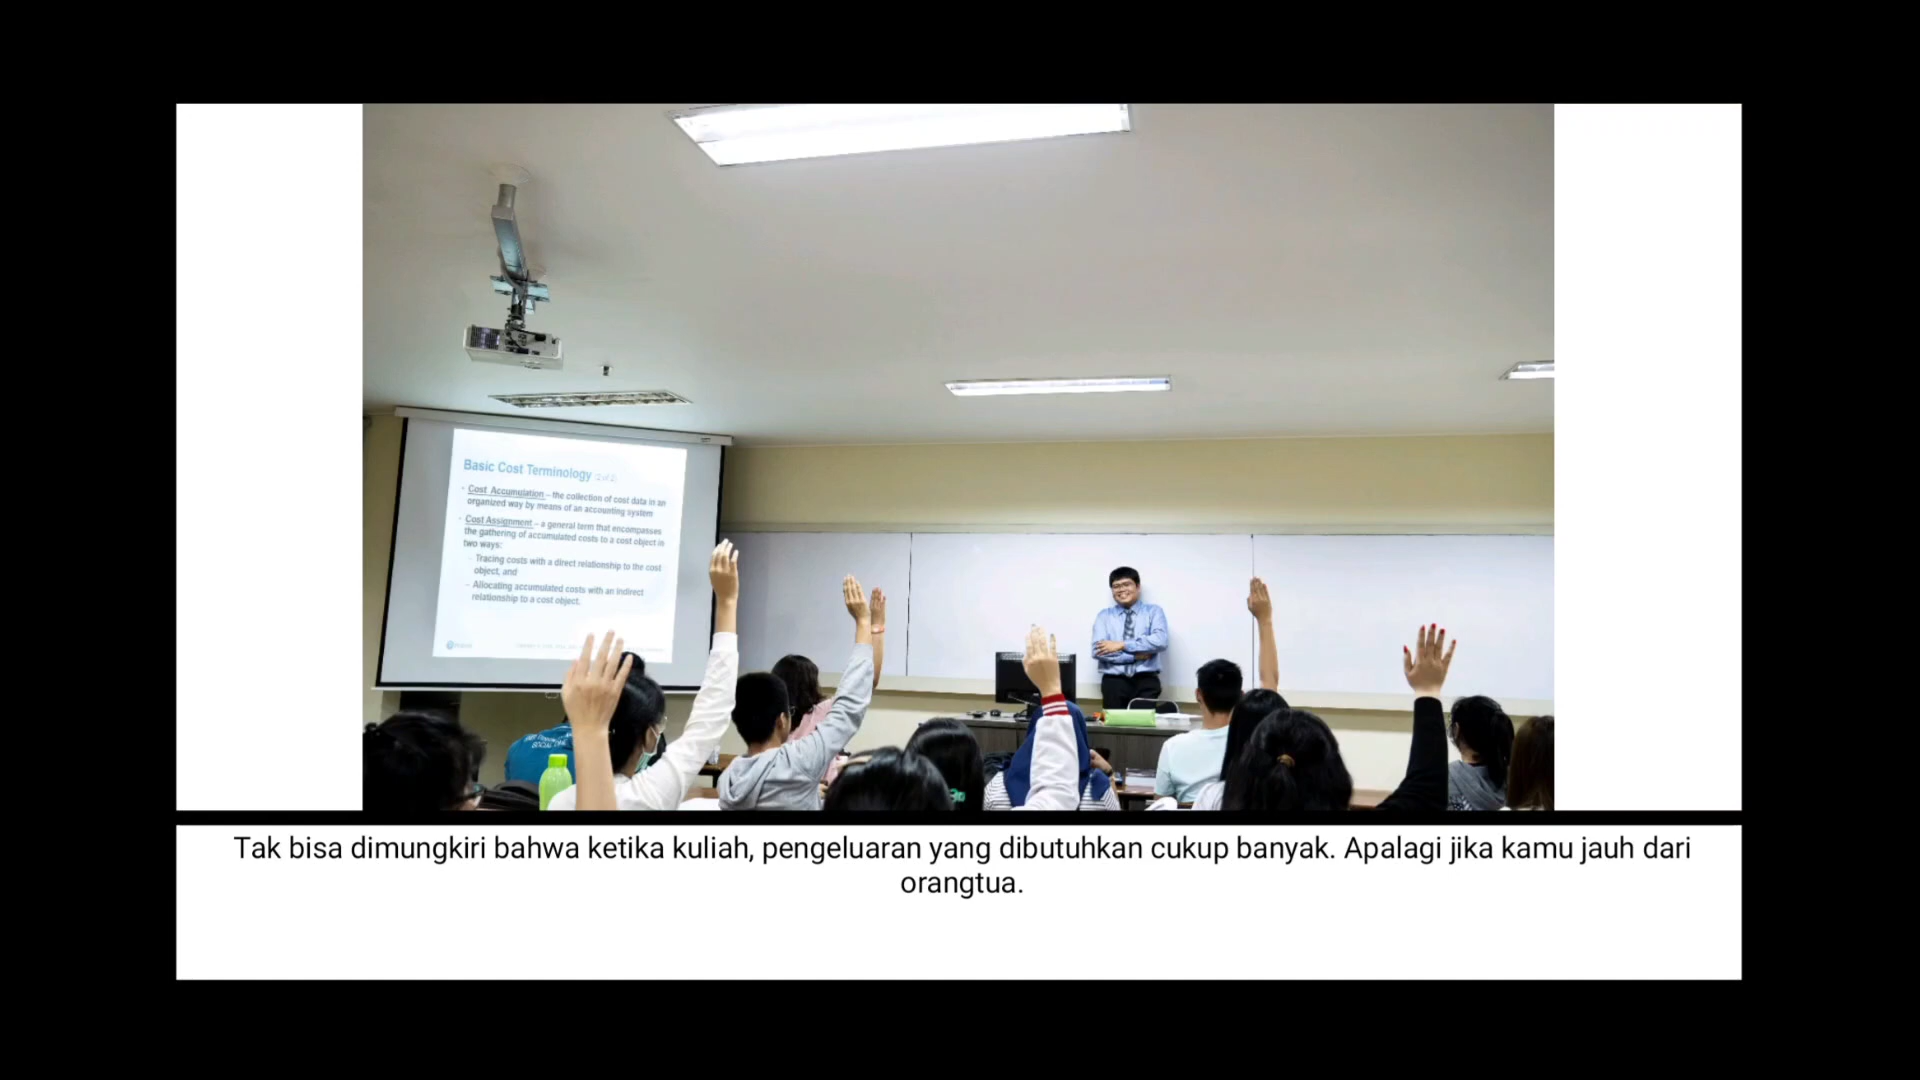 Basic Cost Terminology (2 of 2)
- Cost Accumulation – the collection of cost data in an
organized way by means of an accounting system
- Cost Assignment – a general term that encompasses
the gathering of accumulated costs to a cost object in
two ways:
– Tracing costs with a direct relationship to the cost
object, and
– Allocating accumulated costs with an indirect
relationship to a cost object.
Tak bisa dimungkiri bahwa ketika kuliah, pengeluaran yang dibutuhkan cukup banyak. Apalagi jika kamu jauh dari
orangtua.